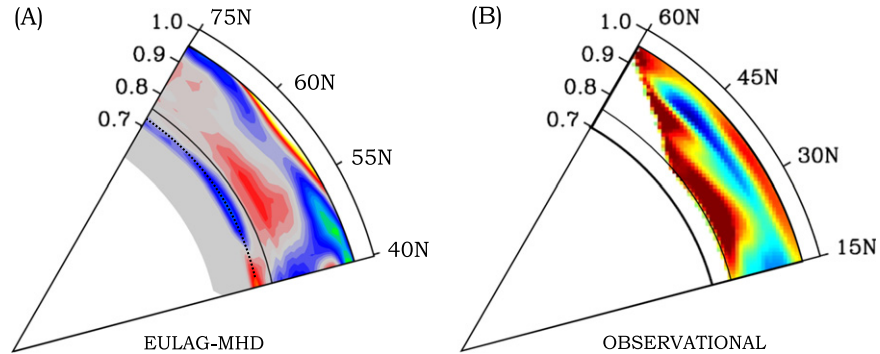 (A)
75N
1.0
0.9
0.8
0.7
60N
55N
40N
EULAG-MHD
(B)
60N
1.0
0.9
0.8
0.7
45N
30N
15N
OBSERVATIONAL